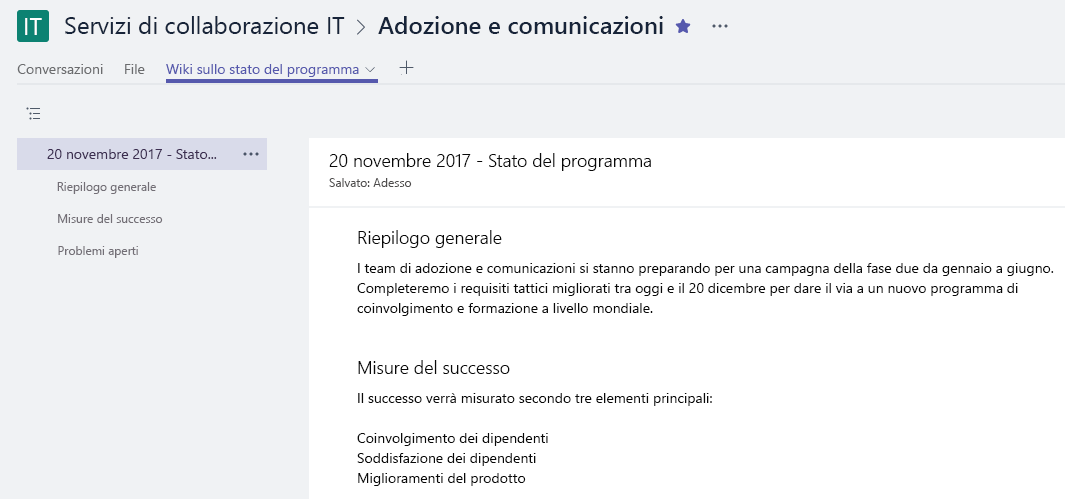 IT Servizi di collaborazione IT > Adozione e comunicazioni
Conversazioni File Wiki sullo stato del programma
20 novembre 2017 - Stato...
Riepilogo generale
Misure del successo
Problemi aperti
20 novembre 2017 - Stato del programma
Salvato: Adesso
Riepilogo generale
I team di adozione e comunicazioni si stanno preparando per una campagna della fase due da gennaio a giugno.
Completeremo i requisiti tattici migliorati tra oggi e il 20 dicembre per dare il via a un nuovo programma di
coinvolgimento e formazione a livello mondiale.
Misure del successo
Il successo verrà misurato secondo tre elementi principali:
Coinvolgimento dei dipendenti
Soddisfazione dei dipendenti
Miglioramenti del prodotto